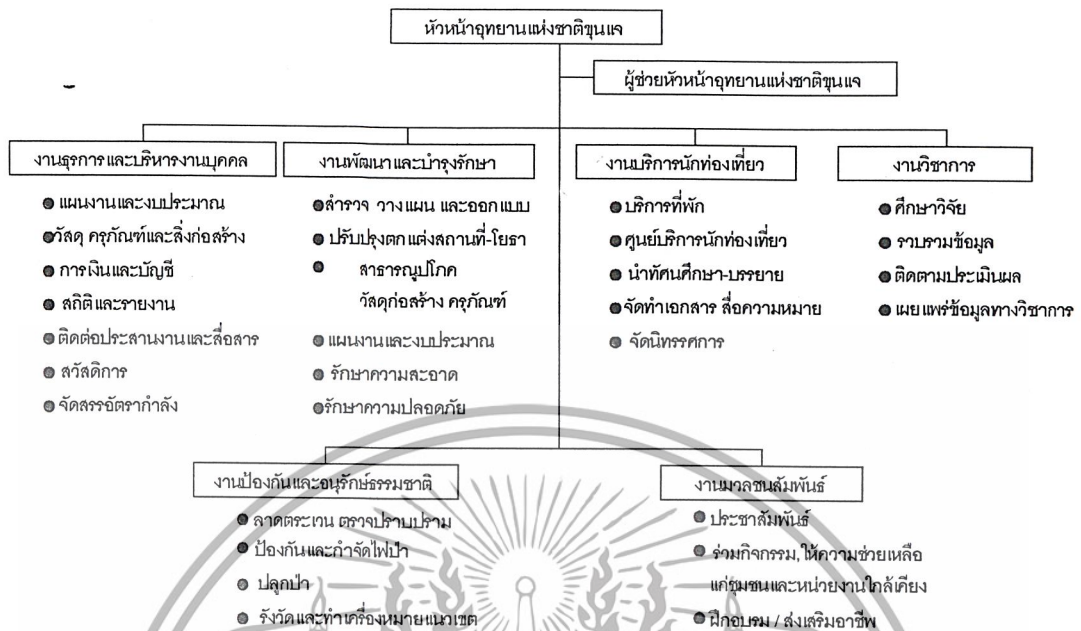 หัวหน้าอุทยานแห่งชาติขุนแจ
ผู้ช่วยหัวหน้าอุทยานแห่งชาติขุนแจ
งานธุรการและบริหารงานบุคคล
แผนงานและงบประมาณ
วัสดุ ครุภัณฑ์และสิ่งก่อสร้าง
การเงินและบัญชี
สถิติและรายงาน
ติดต่อประสานงานและสื่อสาร
สวัสดิการ
จัดสรรอัตรากำลัง
งานพัฒนาและบำรุงรักษา
สำรวจ วางแผน และออกแบบ
ปรับปรุงตกแต่งสถานที่-โยธา
สาธารณูปโภค
วัสดุก่อสร้าง ครุภัณฑ์
แผนงานและงบประมาณ
รักษาความสะอาด
รักษาความปลอดภัย
งานบริการนักท่องเที่ยว
บริการที่พัก
ศูนย์บริการนักท่องเที่ยว
นำทัศนศึกษา-บรรยาย
จัดทำเอกสาร สื่อความหมาย
จัดนิทรรศการ
งานวิชาการ
ศึกษาวิจัย
รวบรวมข้อมูล
ติดตามประเมินผล
เผยแพร่ข้อมูลทางวิชาการ
งานป้องกันและอนุรักษ์ธรรมชาติ
ลาดตระเวน ตรวจปราบปราม
ป้องกันและกำจัดไฟป่า
ปลูกป่า
รังวัดและทำเครื่องหมายแนวเขต
งานมวลชนสัมพันธ์
ประชาสัมพันธ์
ร่วมกิจกรรม,ให้ความช่วยเหลือ
แก่ชุมชนและหน่วยงานใกล้เคียง
ฝึกอบรม / ส่งเสริมอาชีพ